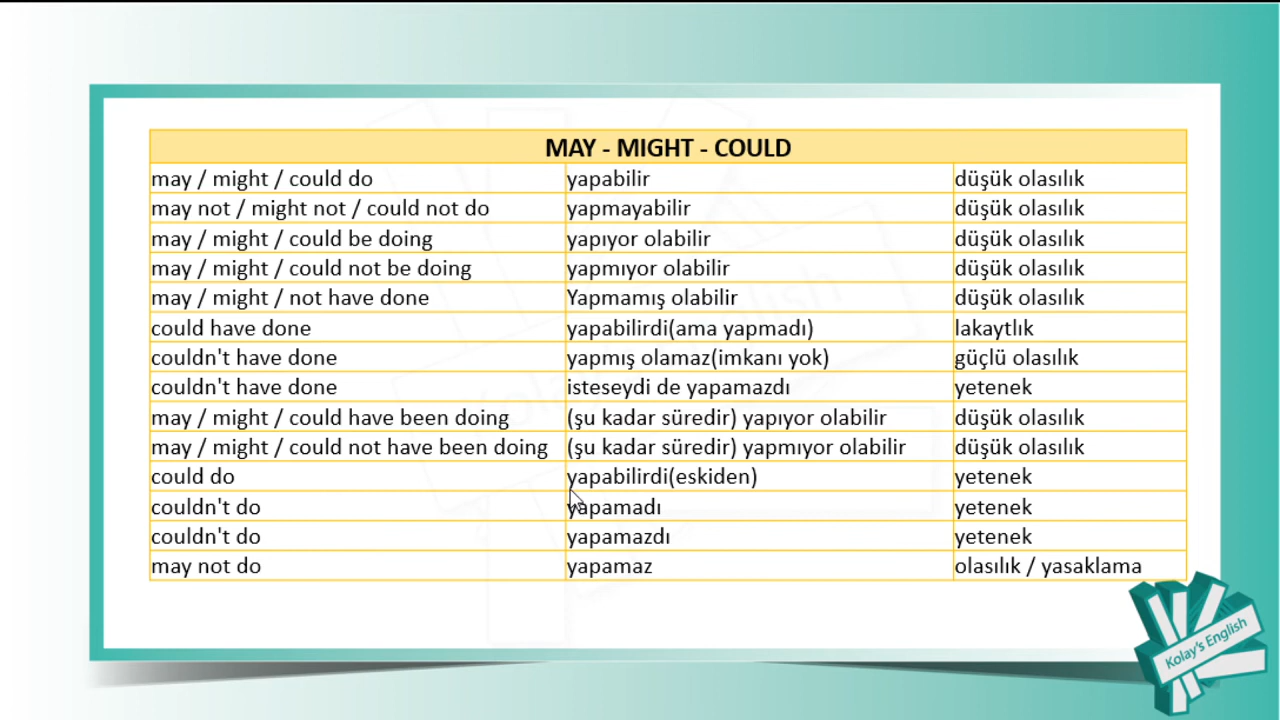 MAY - MIGHT - COULD
may / might / could do yapabilir düşük olasılık
may not / might not / could not do yapmayabilir düşük olasılık
may / might / could be doing yapıyor olabilir düşük olasılık
may / might / could not be doing yapmıyor olabilir düşük olasılık
may / might / not have done Yapmamış olabilir düşük olasılık
could have done yapabilirdi(ama yapmadı) lakaytlık
couldn't have done yapmış olamaz(imkanı yok) güçlü olasılık
couldn't have done isteseydi de yapamazdı yetenek
may / might / could have been doing (şu kadar süredir) yapıyor olabilir düşük olasılık
may / might / could not have been doing (şu kadar süredir) yapmıyor olabilir düşük olasılık
could do yapabilirdi(eskiden) yetenek
couldn't do yapamadı yetenek
couldn't do yapamazdı yetenek
may not do yapamaz olasılık / yasaklama
Kolay's English